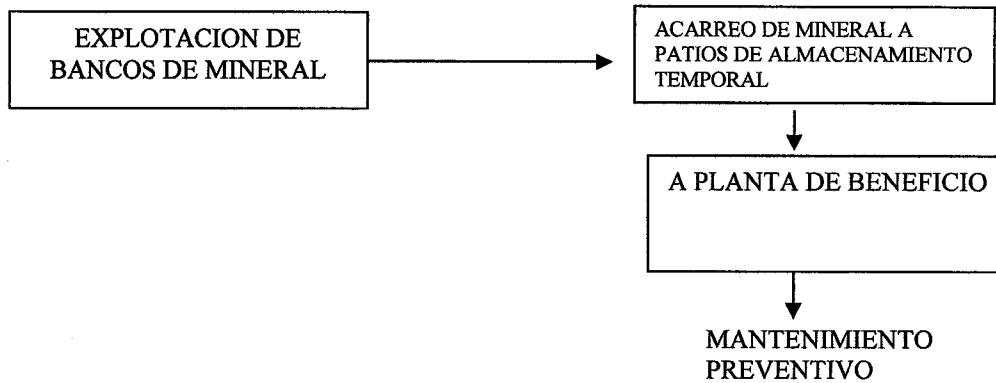 EXPLOTACION DE
BANCOS DE MINERAL
ACARREO DE MINERAL A
PATIOS DE ALMACENAMIENTO
TEMPORAL
A PLANTA DE BENEFICIO
MANTENIMIENTO
PREVENTIVO